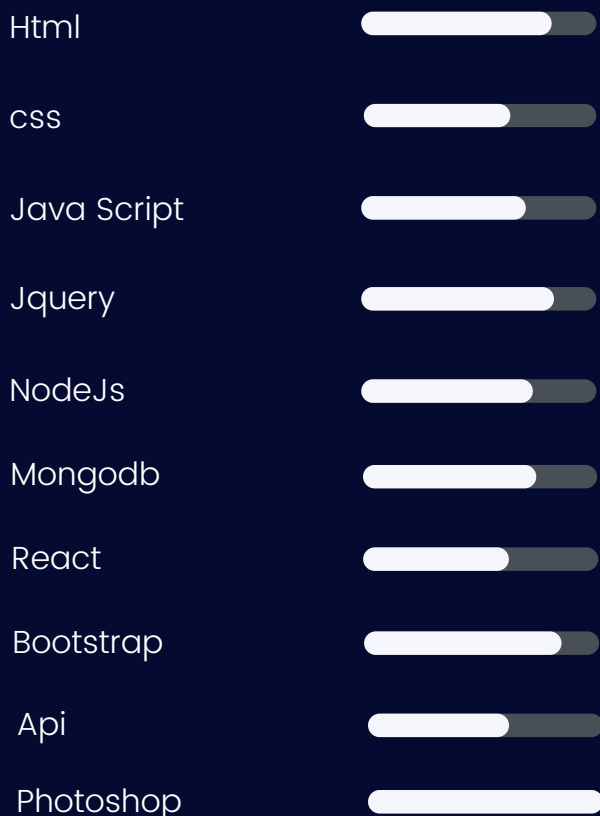 Html
css
Java Script
Jquery
NodeJs
Mongodb
React
Bootstrap
Api
Photoshop